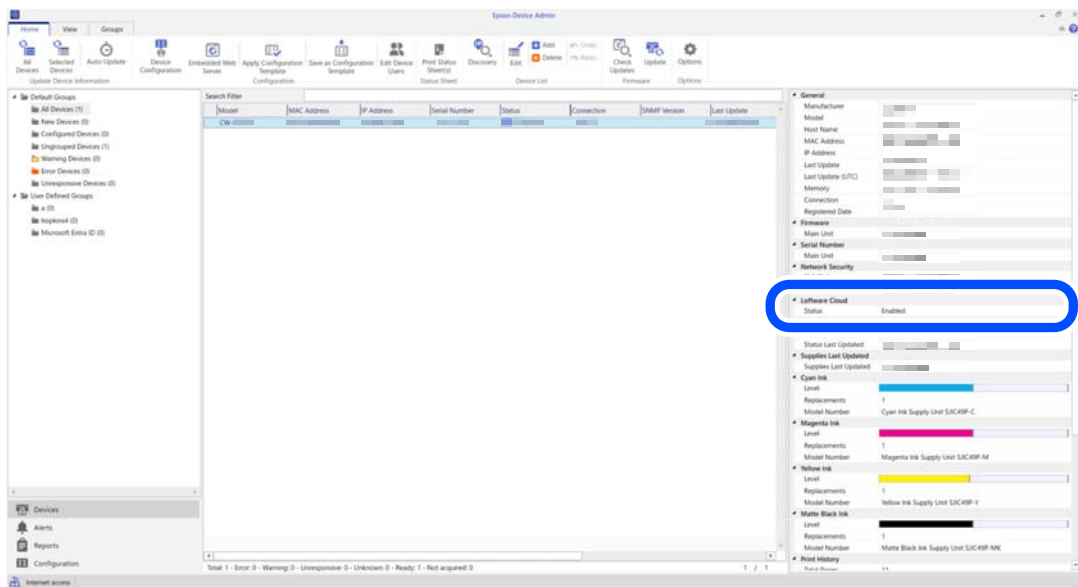 Epson Device Admin
Home View Groups
All Devices
Selected Devices
Auto-Update
Device Configuration
Embedded Web Server
Apply Configuration Template
Save as Configuration Template
Edit Device Users
Print Status Sheet(s)
Discovery
Edit
Add
Delete
Undo
Redo
Check Updates
Update
Options
Update Device Information
Configuration
Status Sheet
Device List
Firmware
Options
Default Groups
All Devices (1)
New Devices (0)
Configured Devices (0)
Ungrouped Devices (1)
Warning Devices (0)
Error Devices (0)
Unresponsive Devices (0)
User Defined Groups
a (0)
hopkins4 (0)
Microsoft Entra ID (0)
Devices
Alerts
Reports
Configuration
Internet access
Search Filter
Model MAC Address IP Address Serial Number Status Connection SNMP Version Last Update
CW-
Total: 1 - Error: 0 - Warning: 0 - Unresponsive: 0 - Unknown: 0 - Ready: 1 - Not acquired: 0
1 / 1
General
Manufacturer
Model
Host Name
MAC Address
IP Address
Last Update
Last Update (UTC)
Memory
Connection
Registered Date
Firmware
Main Unit
Serial Number
Main Unit
Network Security
Loftware Cloud
Status Enabled
Status Last Updated
Supplies Last Updated
Supplies Last Updated
Cyan Ink
Level
Replacements 1
Model Number Cyan Ink Supply Unit SJIC49P-C
Magenta Ink
Level
Replacements 1
Model Number Magenta Ink Supply Unit SJIC49P-M
Yellow Ink
Level
Replacements 1
Model Number Yellow Ink Supply Unit SJIC49P-Y
Matte Black Ink
Level
Replacements 1
Model Number Matte Black Ink Supply Unit SJIC49P-MK
Print History